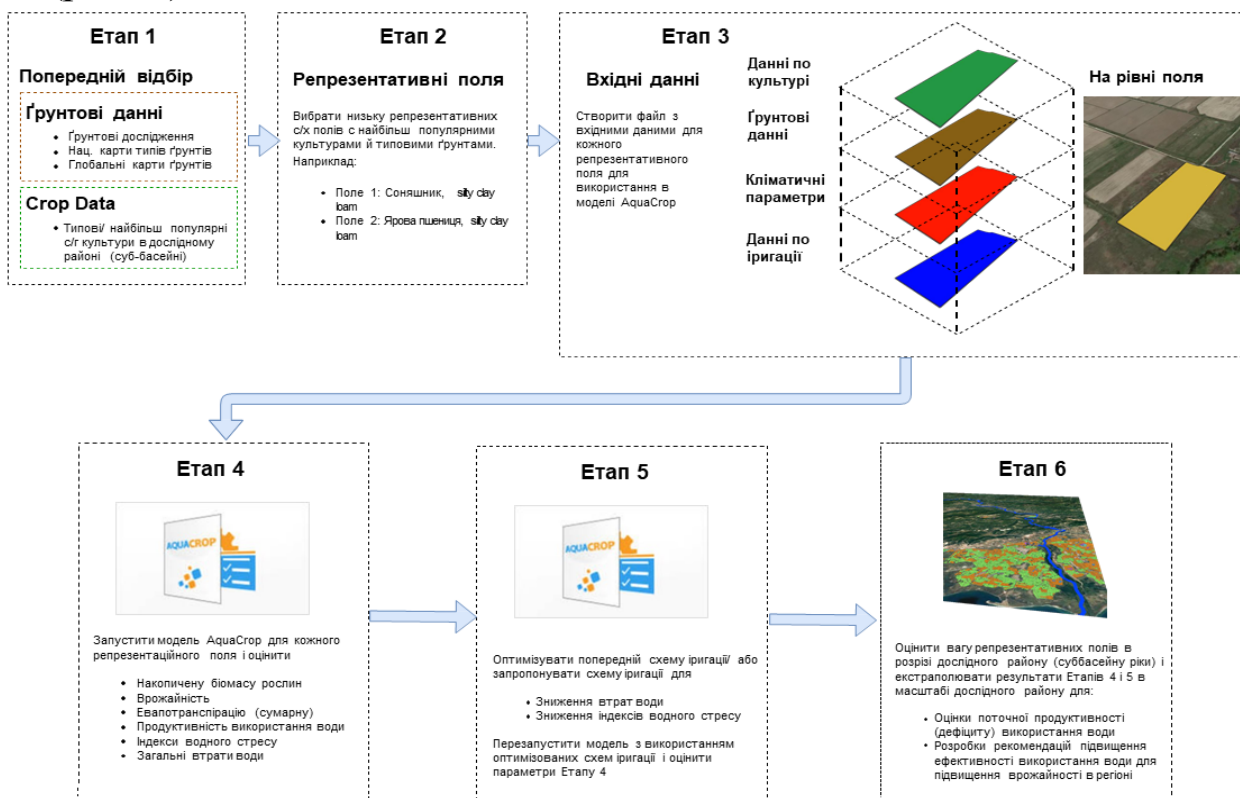 Етап 1
Попередній відбір
Ґрунтові данні
• Ґрунтові дослідження
• Нац. карти типів ґрунтів
• Глобальні карти ґрунтів
Crop Data
• Типові/ найбільш популярні
с/г культури в дослідному
районі (суб-басейні)
Етап 2
Репрезентативні поля
Вибрати низьку репрезентативних
с/х полів с найбільш популярними
культурами й типовими ґрунтами.
Наприклад:
• Поле 1: Соняшник, silty clay
loam
• Поле 2: Ярова пшениця, silty clay
loam
Етап 3
Вхідні данні
Створити файл з
вхідними даними для
кожного
репрезентативного
поля для
використання в
моделі AquaCrop
Данні по
культурі
Ґрунтові
данні
Кліматичні
параметри
Данні по
іригації
На рівні поля
Етап 4
AQUACROP
Запустити модель AquaCrop для кожного
репрезентаційного поля і оцінити
• Накопичену біомасу рослин
• Врожайність
• Евапотранспірацію (сумарну)
• Продуктивність використання води
• Індекси водного стресу
• Загальні втрати води
Етап 5
AQUACROP
Оптимізувати попередній схему іригації/ або
запропонувати схему іригації для
• Зниження втрат води
• Зниження індексів водного стресу
Перезапустити модель з використанням
оптимізованих схем іригації і оцінити
параметри Етапу 4
Етап 6
Оцінити вагу репрезентативних полів в
розрізі дослідного району (суббасейну ріки) і
екстраполювати результати Етапів 4 і 5 в
масштабі дослідного району для:
• Оцінки поточної продуктивності
(дефіциту) використання води
• Розробки рекомендацій підвищення
ефективності використання води для
підвищення врожайності в регіоні